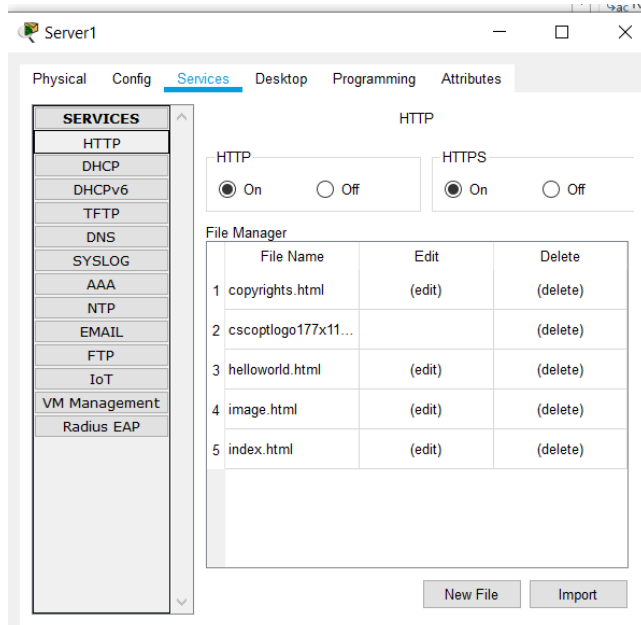 Server1
Physical Config Services Desktop Programming Attributes
SERVICES
HTTP
DHCP
DHCPv6
TFTP
DNS
SYSLOG
AAA
NTP
EMAIL
FTP
IoT
VM Management
Radius EAP
HTTP
HTTP
On Off
HTTPS
On Off
File Manager
File Name Edit Delete
1 copyrights.html (edit) (delete)
2 cscoptlogo177x11... (delete)
3 helloworld.html (edit) (delete)
4 image.html (edit) (delete)
5 index.html (edit) (delete)
New File Import